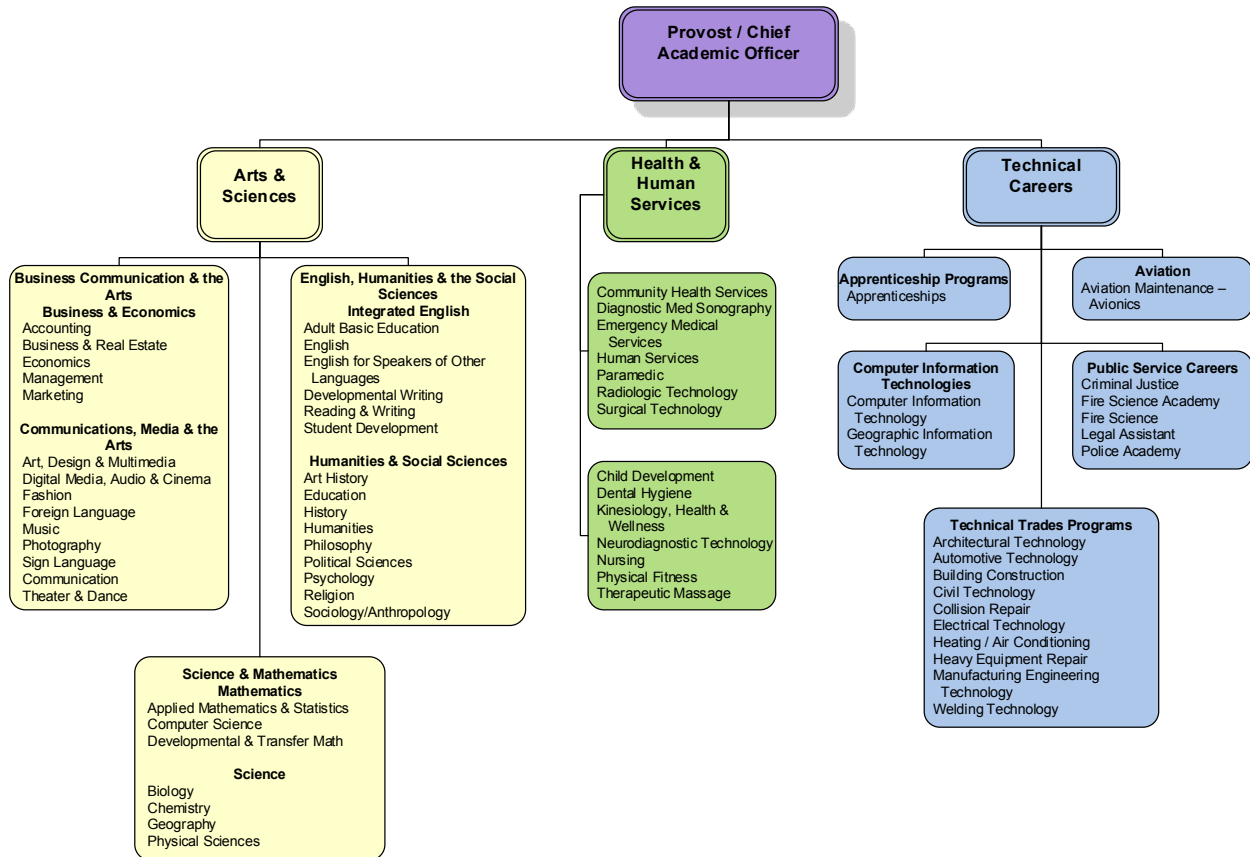 Provost / Chief
Academic Officer
Arts &
Sciences
Health &
Human
Services
Technical
Careers
Business Communication & the
Arts
Business & Economics
Accounting
Business & Real Estate
Economics
Management
Marketing
Communications, Media & the
Arts
Art, Design & Multimedia
Digital Media, Audio & Cinema
Fashion
Foreign Language
Music
Photography
Sign Language
Communication
Theater & Dance
English, Humanities & the Social
Sciences
Integrated English
Adult Basic Education
English
English for Speakers of Other
Languages
Developmental Writing
Reading & Writing
Student Development
Humanities & Social Sciences
Art History
Education
History
Humanities
Philosophy
Political Sciences
Psychology
Religion
Sociology/Anthropology
Science & Mathematics
Mathematics
Applied Mathematics & Statistics
Computer Science
Developmental & Transfer Math
Science
Biology
Chemistry
Geography
Physical Sciences
Community Health Services
Diagnostic Med Sonography
Emergency Medical
Services
Human Services
Paramedic
Radiologic Technology
Surgical Technology
Child Development
Dental Hygiene
Kinesiology, Health &
Wellness
Neurodiagnostic Technology
Nursing
Physical Fitness
Therapeutic Massage
Apprenticeship Programs
Apprenticeships
Aviation
Aviation Maintenance –
Avionics
Computer Information
Technologies
Computer Information
Technology
Geographic Information
Technology
Public Service Careers
Criminal Justice
Fire Science Academy
Fire Science
Legal Assistant
Police Academy
Technical Trades Programs
Architectural Technology
Automotive Technology
Building Construction
Civil Technology
Collision Repair
Electrical Technology
Heating / Air Conditioning
Heavy Equipment Repair
Manufacturing Engineering
Technology
Welding Technology